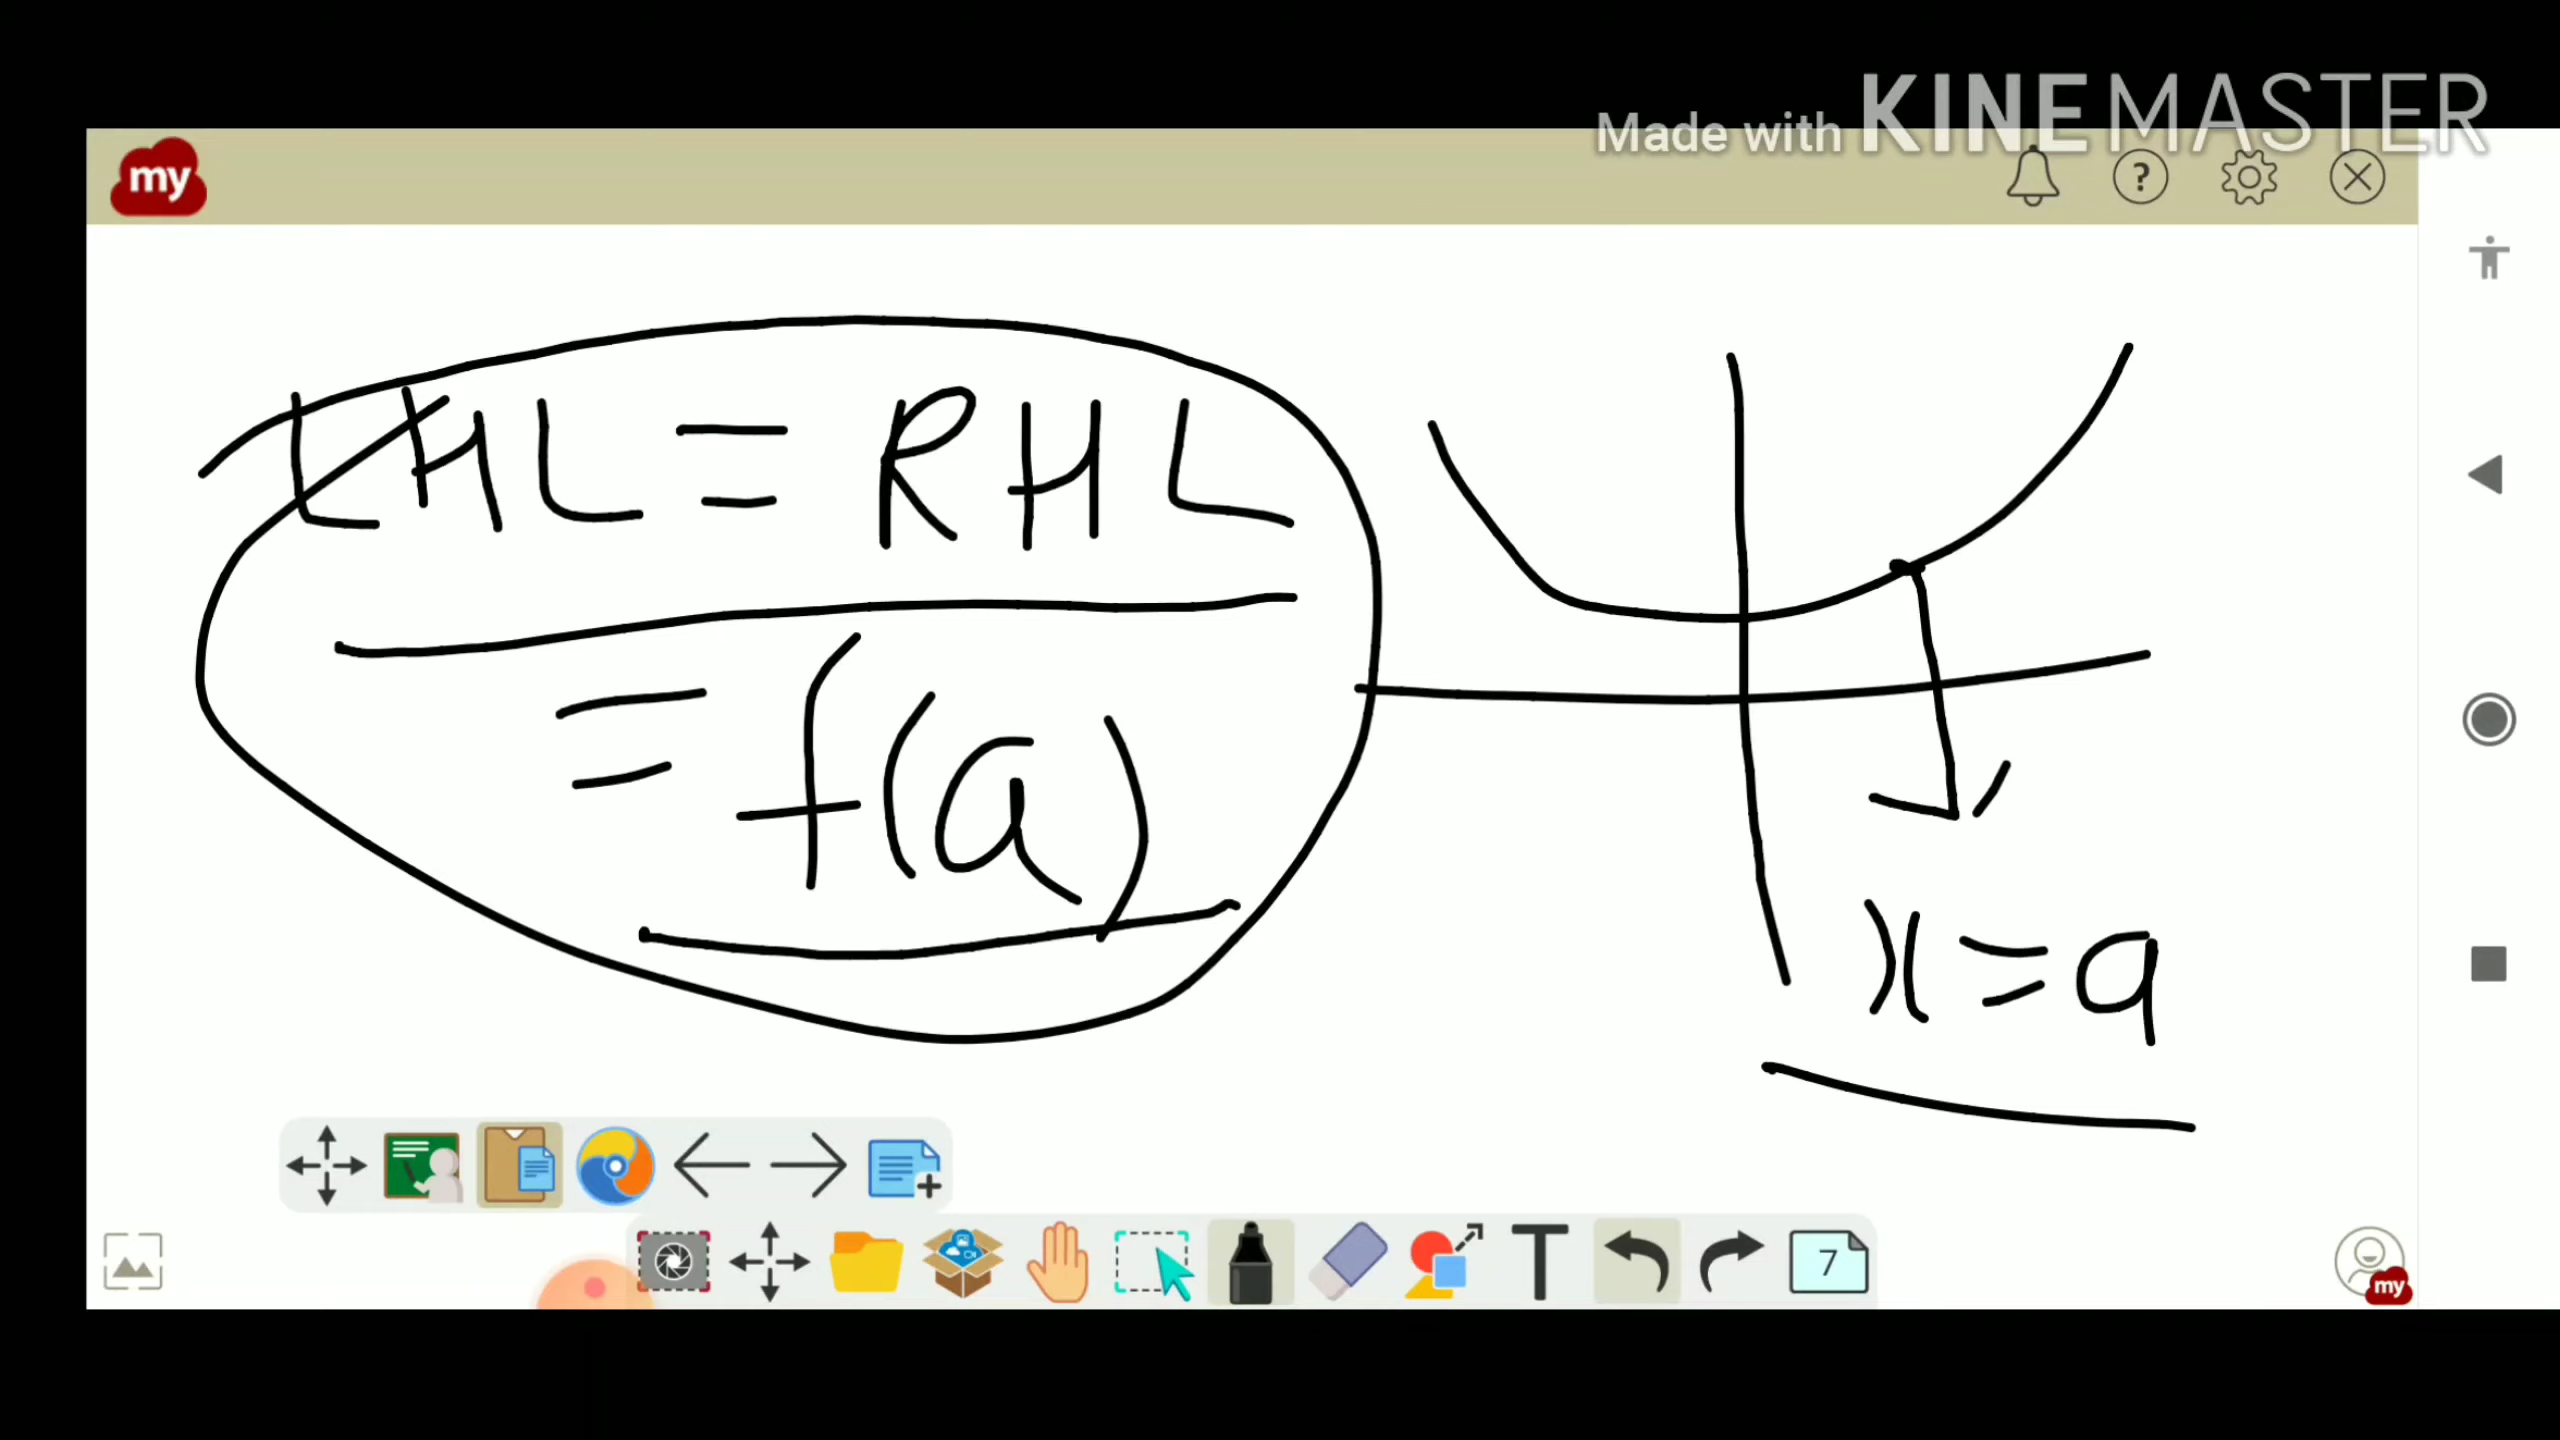 Made with KINEMASTER
my
?
LHL = RHL
= f(a)
x = a
T
7
my